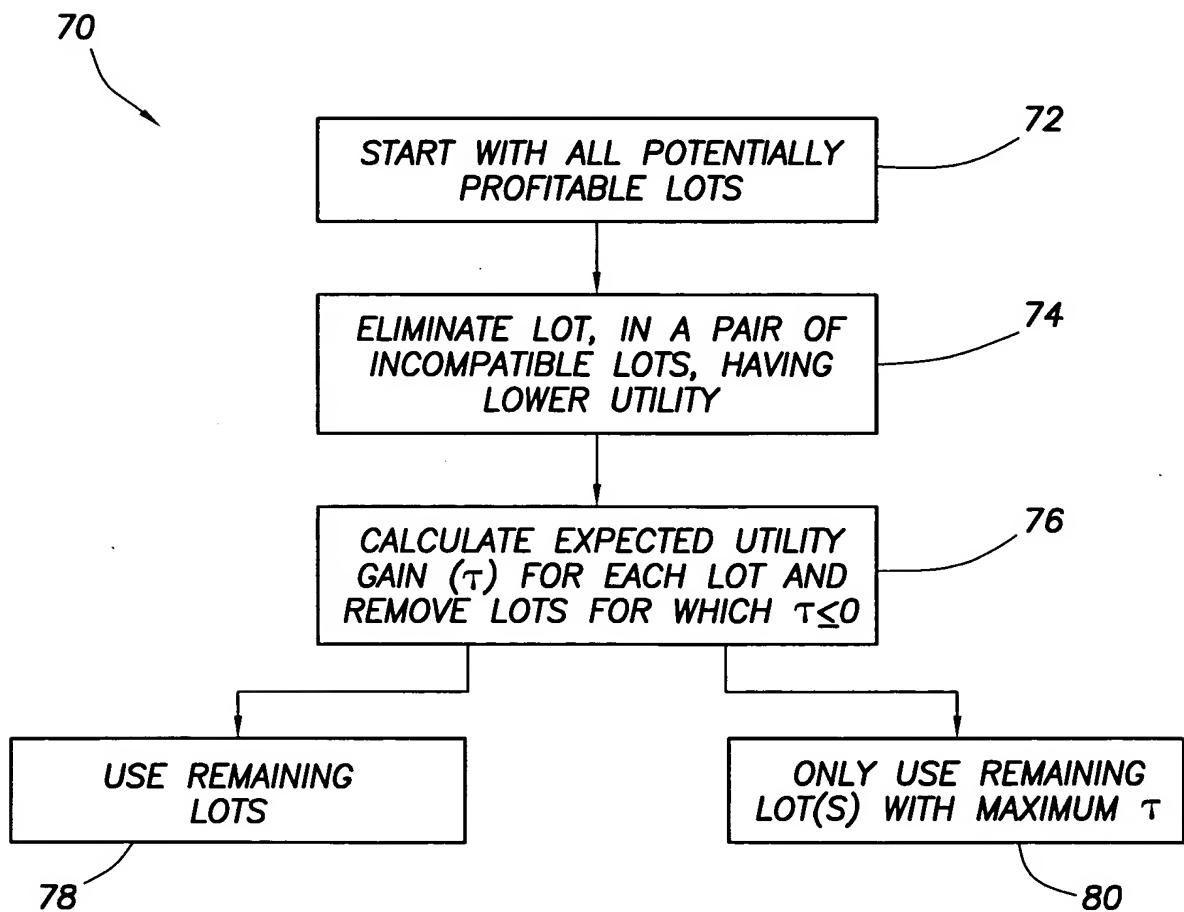 70
START WITH ALL POTENTIALLY
PROFITABLE LOTS
72
ELIMINATE LOT, IN A PAIR OF
INCOMPATIBLE LOTS, HAVING
LOWER UTILITY
74
CALCULATE EXPECTED UTILITY
GAIN (τ) FOR EACH LOT AND
REMOVE LOTS FOR WHICH τ≤0
76
USE REMAINING
LOTS
78
ONLY USE REMAINING
LOT(S) WITH MAXIMUM τ
80